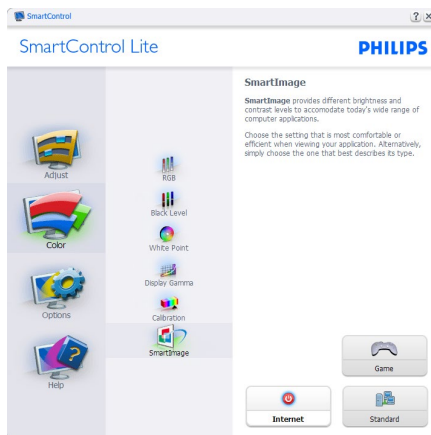 SmartControl
SmartControl Lite
PHILIPS
Adjust
Color
Options
Help
RGB
Black Level
White Point
Display Gamma
Calibration
SmartImage
SmartImage
SmartImage provides different brightness and
contrast levels to accomodate today's wide range of
computer applications.
Choose the setting that is most comfortable or
efficient when viewing your application. Alternatively,
simply choose the one that best describes its type.
Game
Internet
Standard